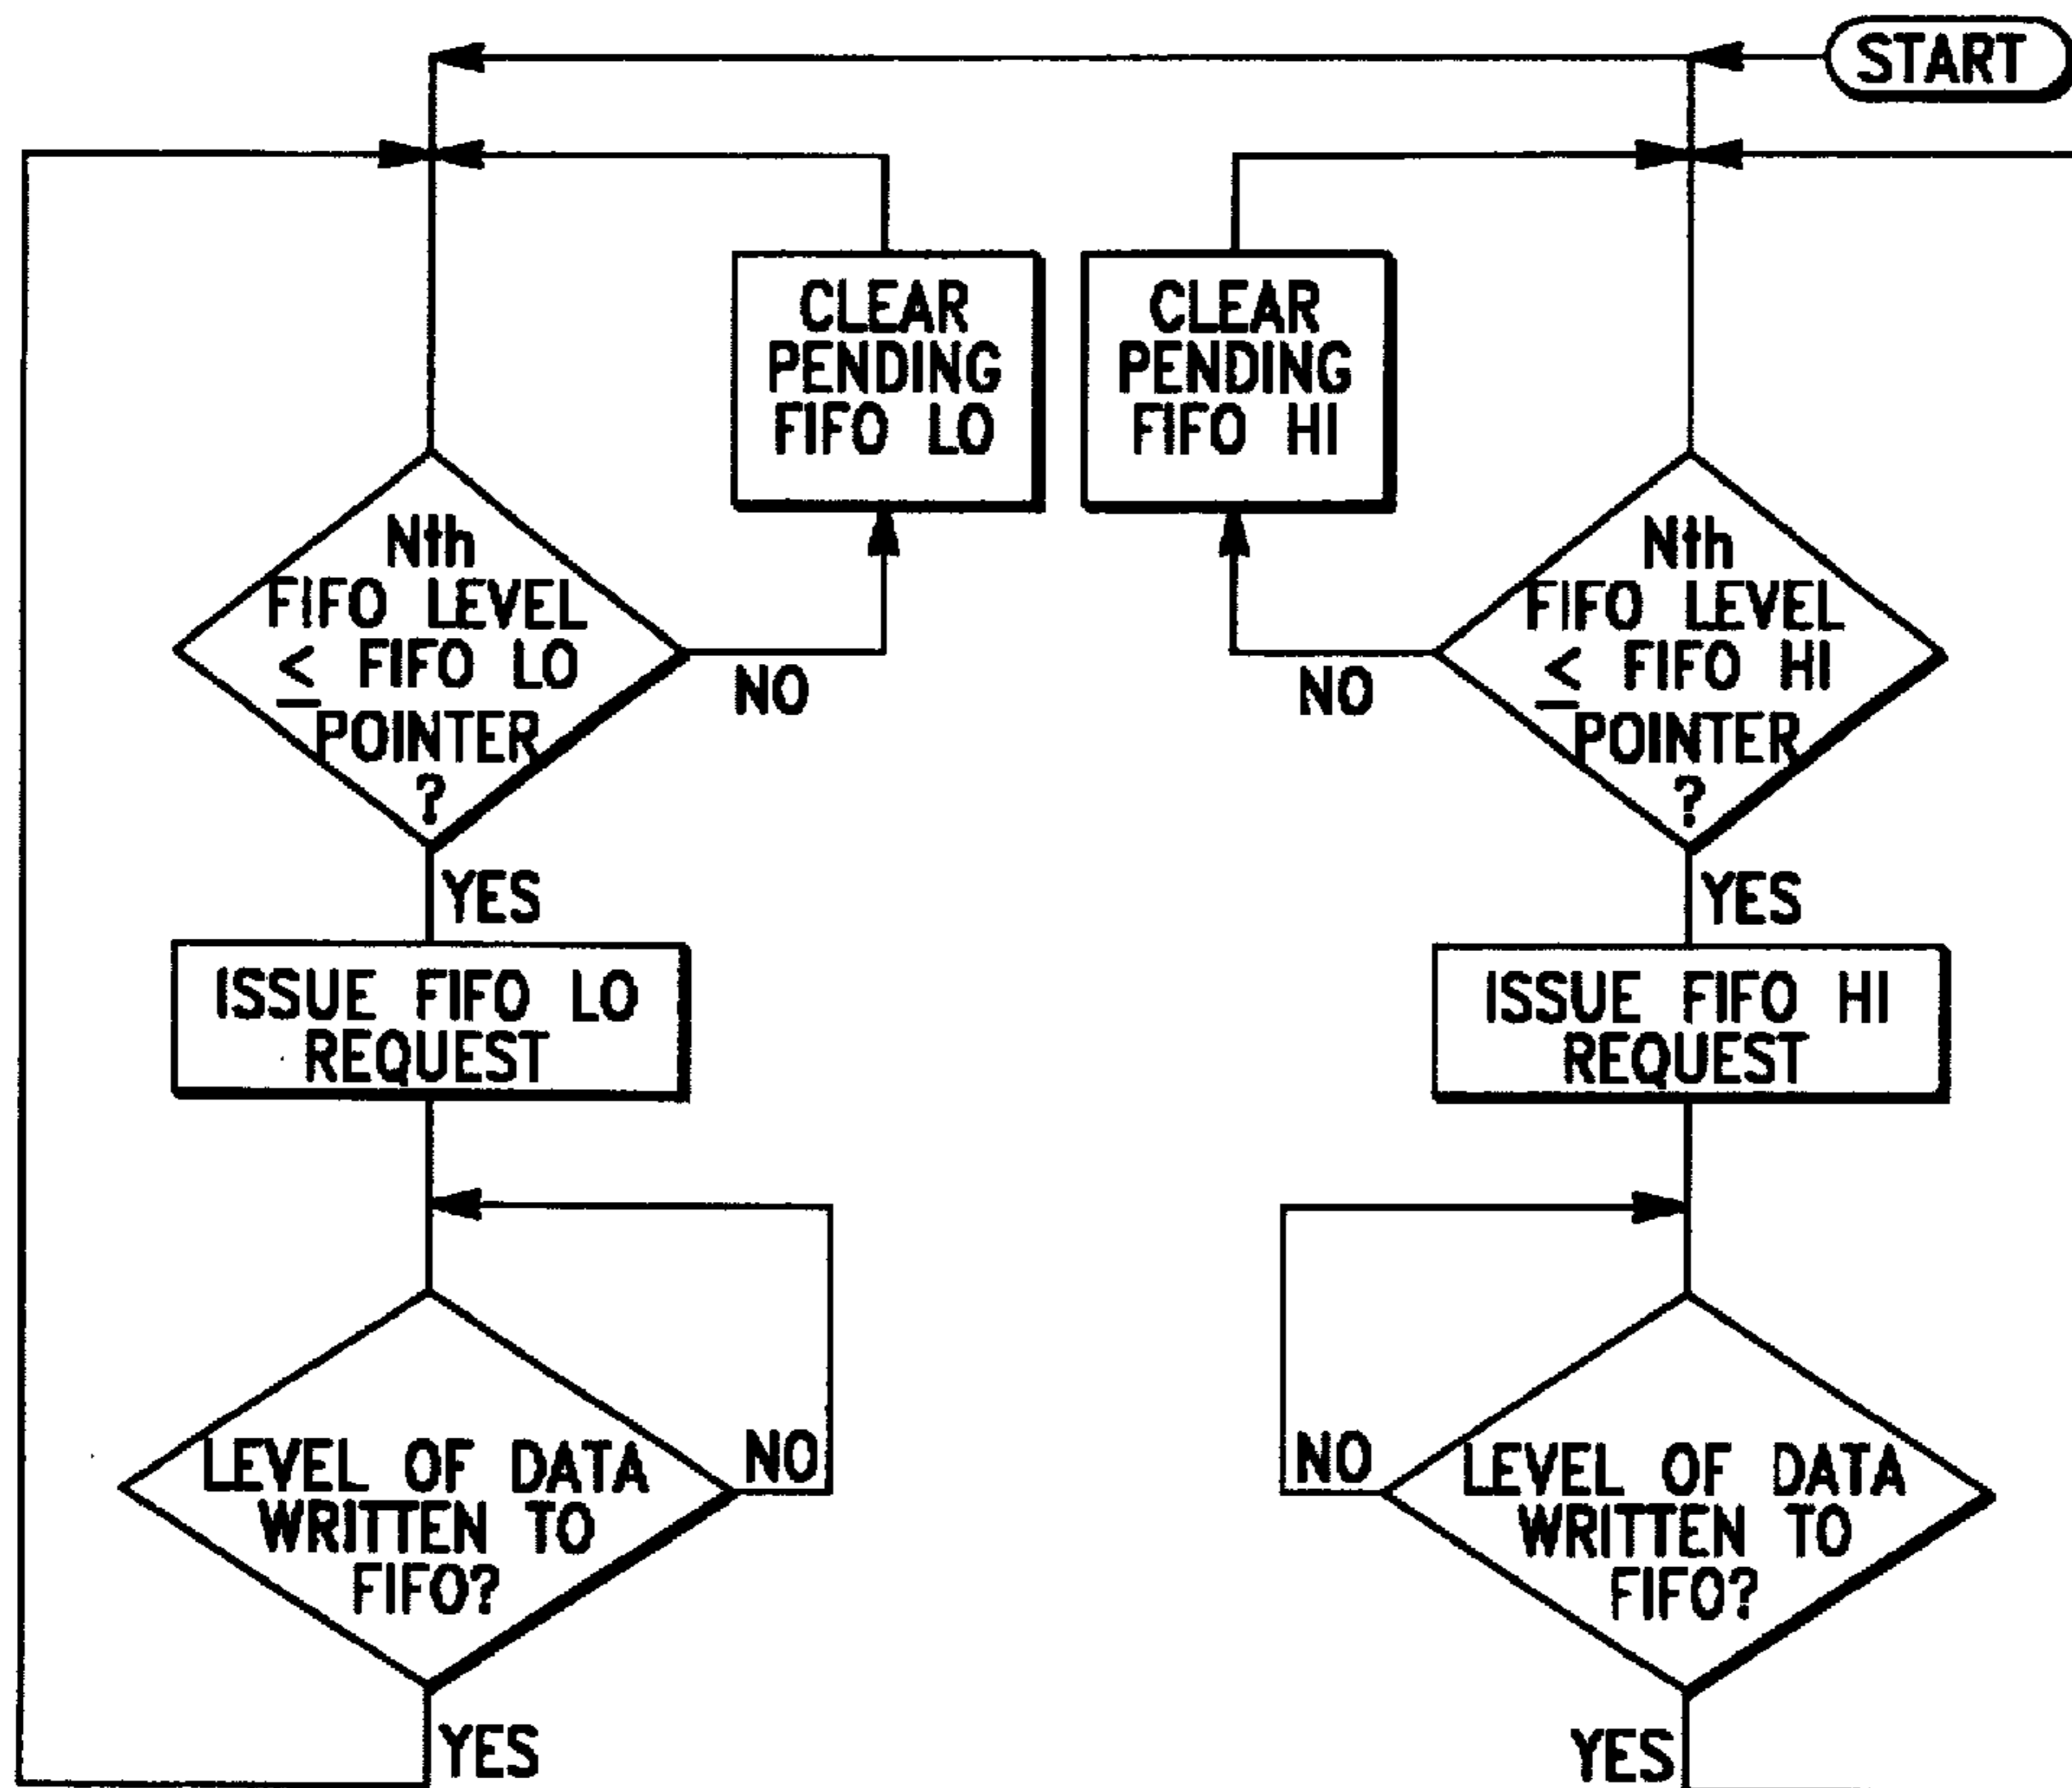 START
CLEAR
PENDING
FIFO LO
CLEAR
PENDING
FIFO HI
Nth
FIFO LEVEL
≤ FIFO LO
POINTER
?
NO
Nth
FIFO LEVEL
≤ FIFO HI
POINTER
?
NO
YES
YES
ISSUE FIFO LO
REQUEST
ISSUE FIFO HI
REQUEST
LEVEL OF DATA
WRITTEN TO
FIFO?
NO
NO
LEVEL OF DATA
WRITTEN TO
FIFO?
YES
YES